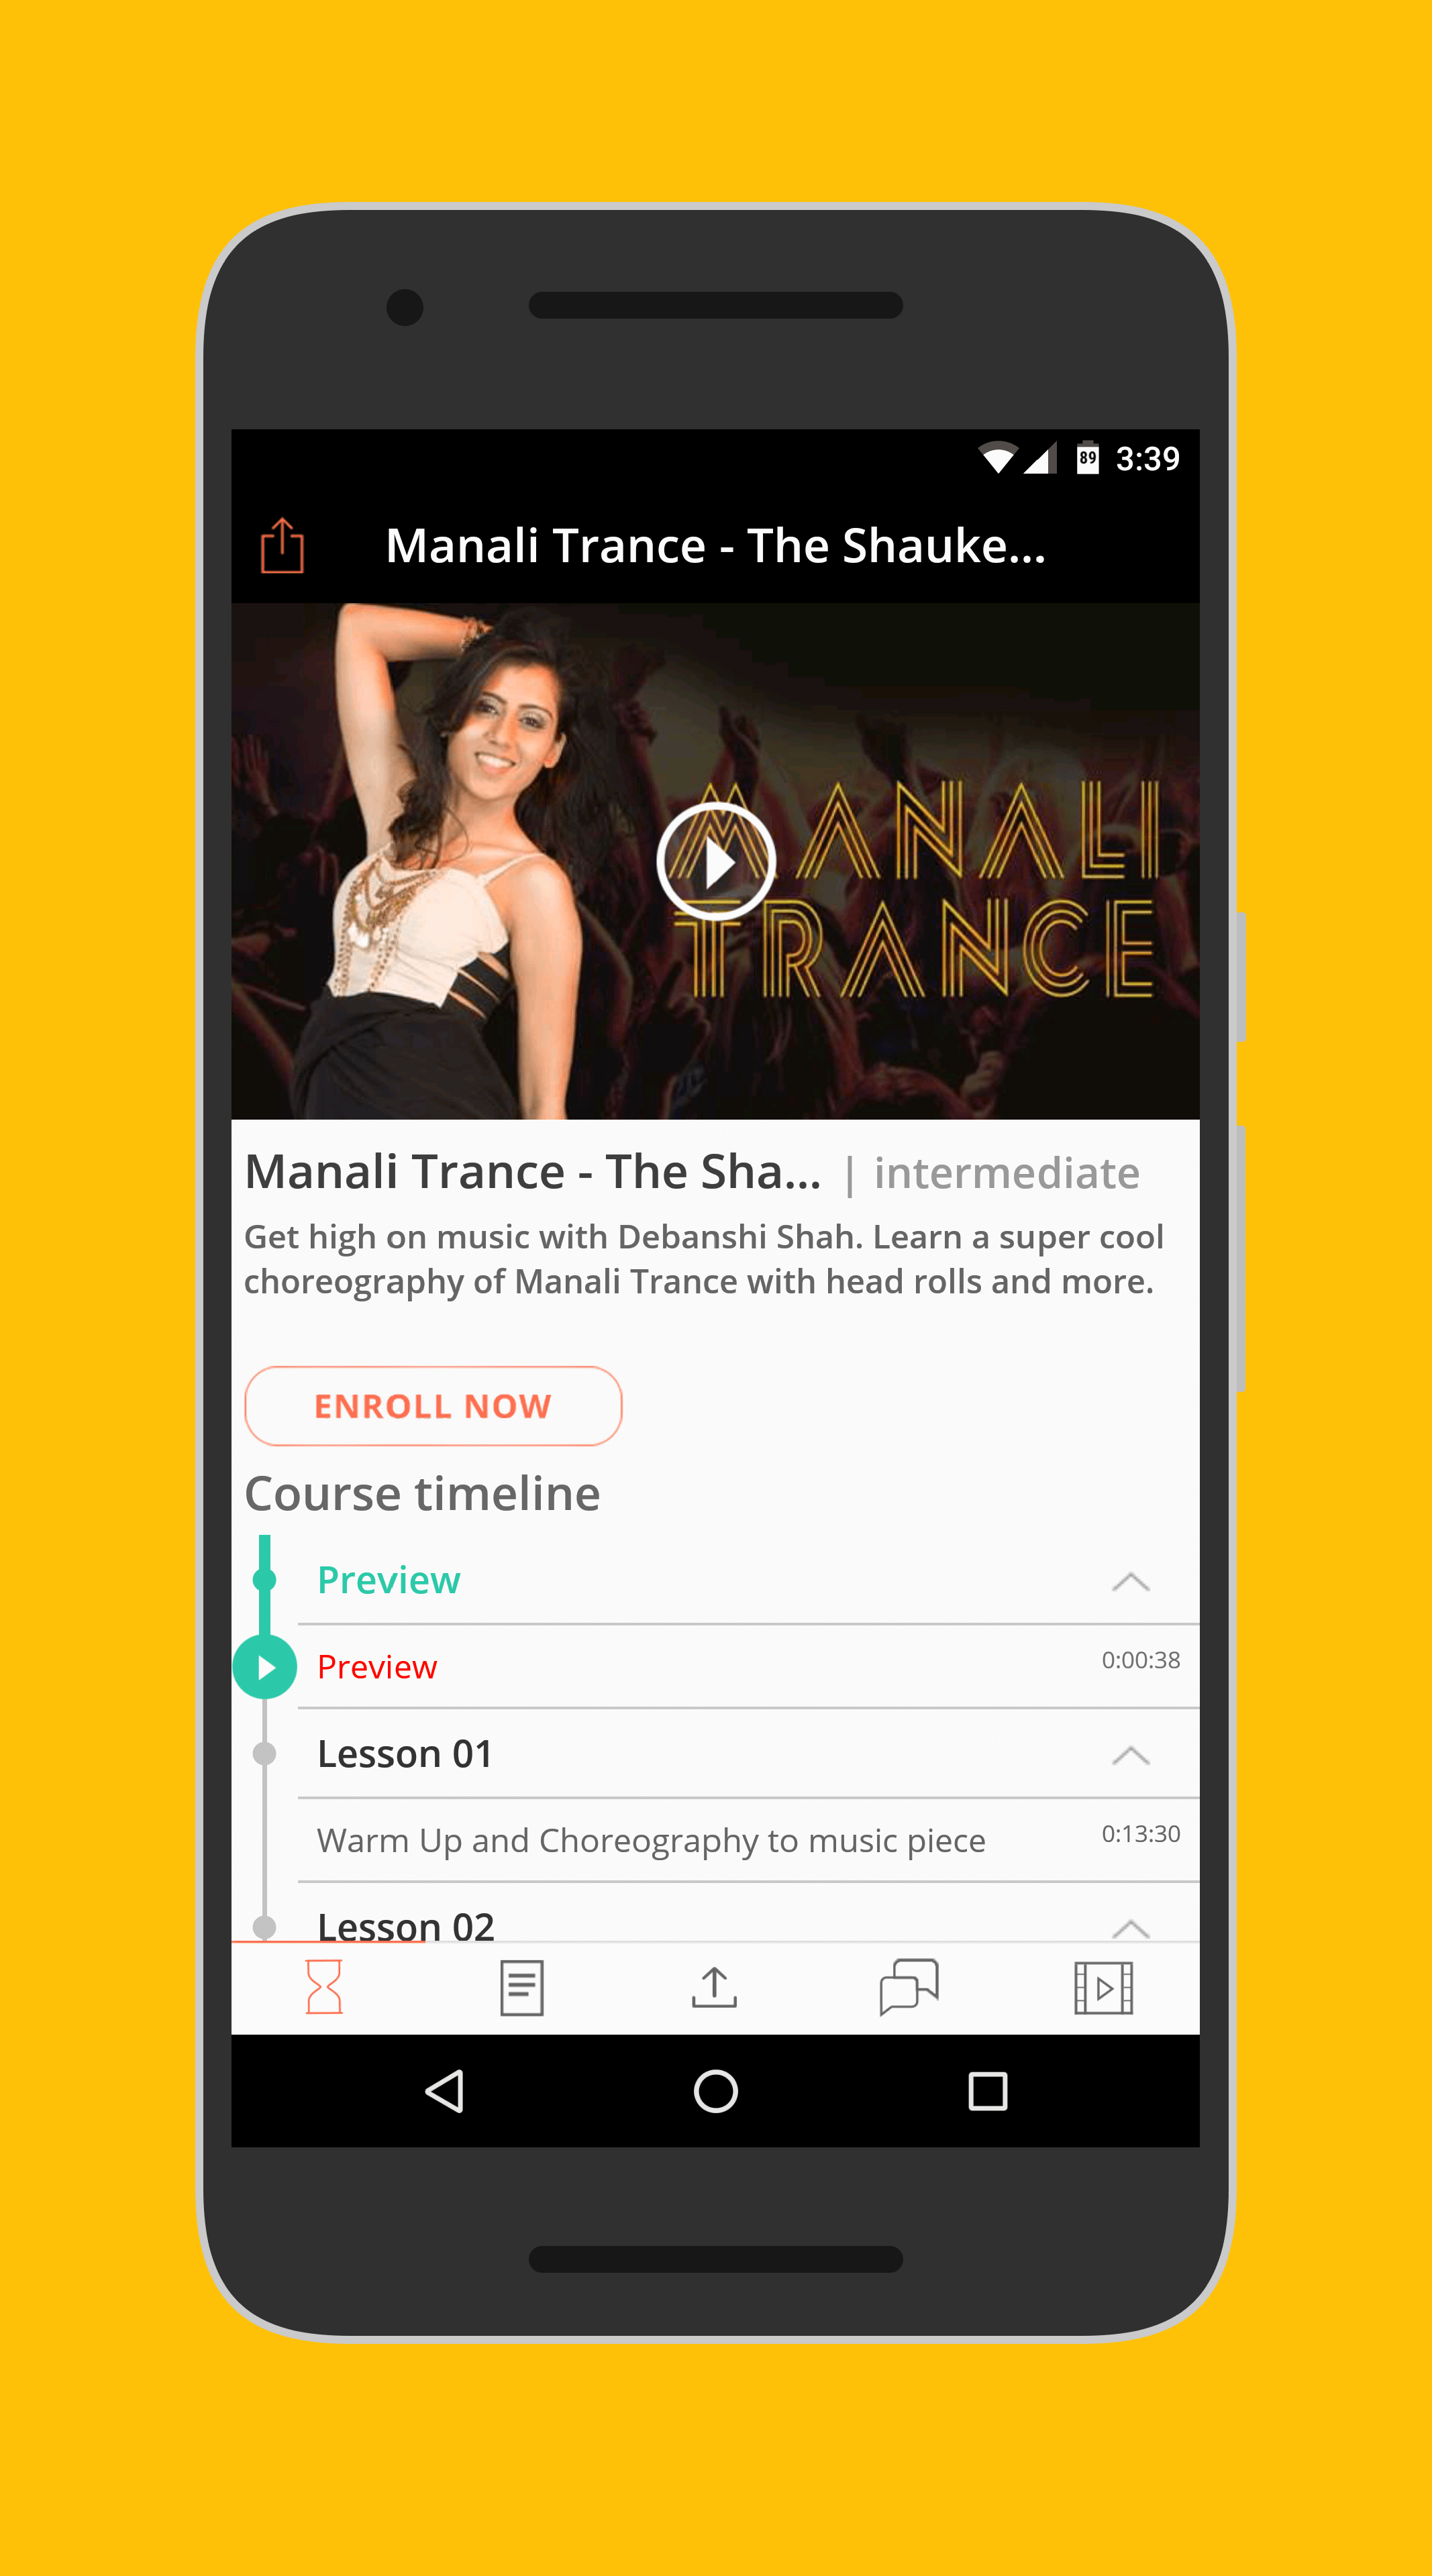 89 3:39
Manali Trance - The Shauke...
MANALI
TRANCE
Manali Trance - The Sha... | intermediate
Get high on music with Debanshi Shah. Learn a super cool
choreography of Manali Trance with head rolls and more.
ENROLL NOW
Course timeline
Preview
Preview 0:00:38
Lesson 01
Warm Up and Choreography to music piece 0:13:30
Lesson 02